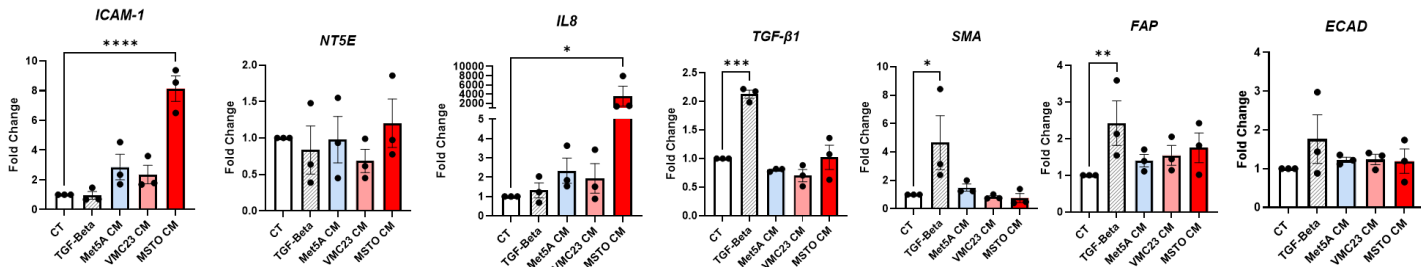 ICAM-1
****
Fold Change
10
8
6
4
2
0
CT
TGF-Beta
Met5A CM
VMC23 CM
MSTO CM
NT5E
Fold Change
2.5
2.0
1.5
1.0
0.5
0.0
CT
TGF-Beta
Met5A CM
VMC23 CM
MSTO CM
IL8
*
Fold Change
10000
8000
6000
4000
2000
5
4
3
2
1
0
CT
TGF-Beta
Met5A CM
VMC23 CM
MSTO CM
TGF-β1
***
Fold Change
2.5
2.0
1.5
1.0
0.5
0.0
CT
TGF-Beta
Met5A CM
VMC23 CM
MSTO CM
SMA
*
Fold Change
10
8
6
4
2
0
CT
TGF-Beta
Met5A CM
VMC23 CM
MSTO CM
FAP
**
Fold Change
5
4
3
2
1
0
CT
TGF-Beta
Met5A CM
VMC23 CM
MSTO CM
ECAD
Fold Change
4
3
2
1
0
CT
TGF-Beta
Met5A CM
VMC23 CM
MSTO CM